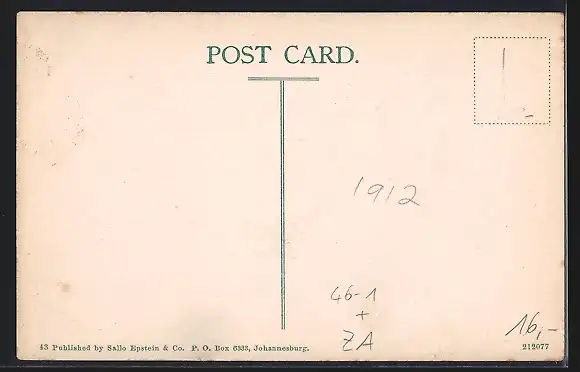 POST CARD.
1912
46-1
+
ZA
16,-
43 Published by Sallo Epstein & Co. P. O. Box 6333, Johannesburg.
212077